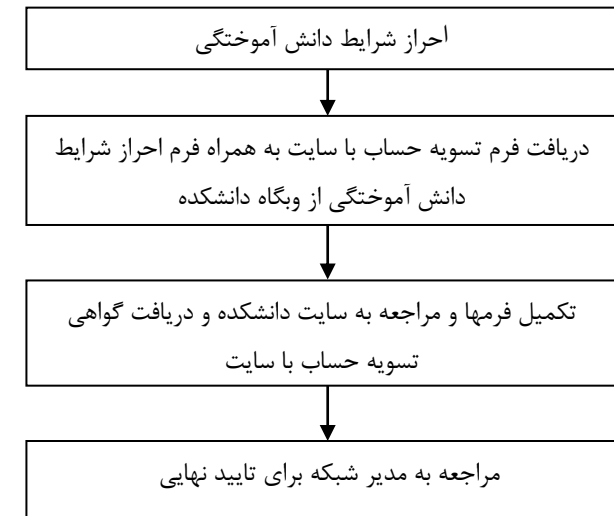 احراز شرایط دانش آموختگی
دریافت فرم تسویه حساب با سایت به همراه فرم احراز شرایط
دانش آموختگی از وبگاه دانشکده
تکمیل فرمها و مراجعه به سایت دانشکده و دریافت گواهی
تسویه حساب با سایت
مراجعه به مدیر شبکه برای تایید نهایی